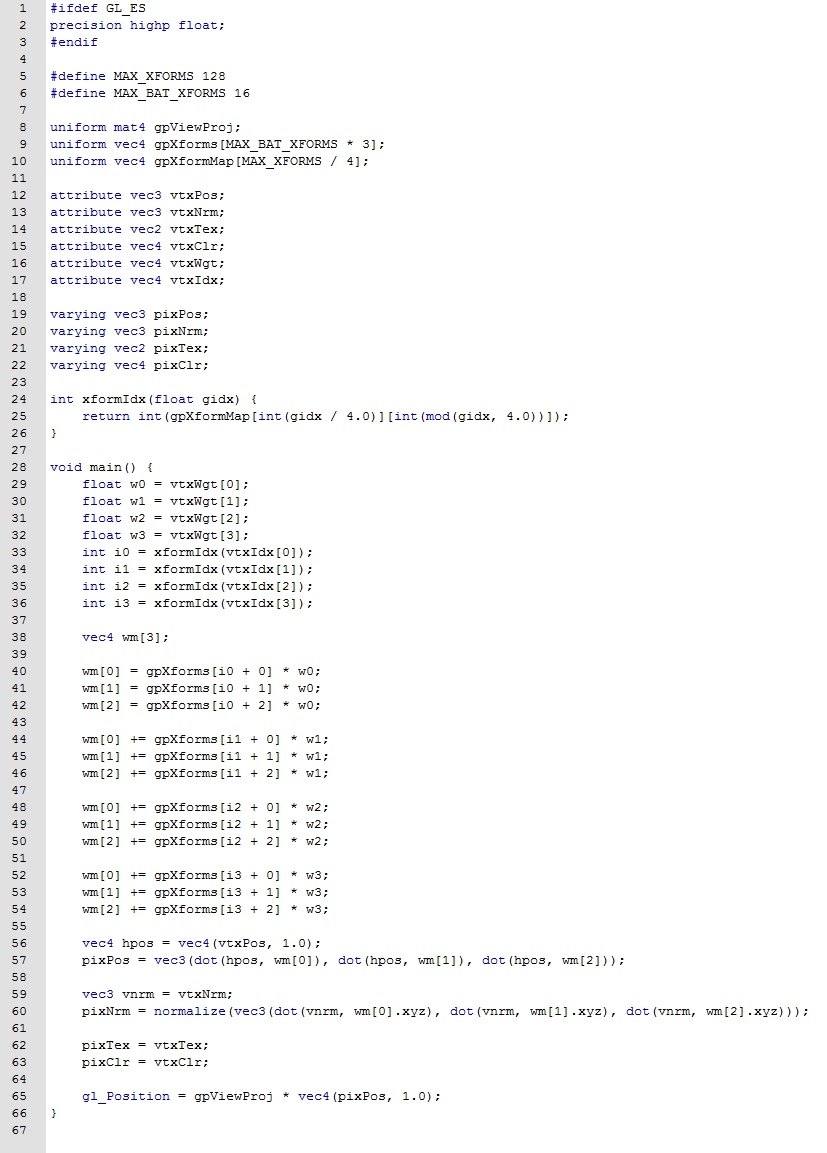 1 #ifdef GL_ES
2 precision highp float;
3 #endif
4
5 #define MAX_XFORMS 128
6 #define MAX_BAT_XFORMS 16
7
8 uniform mat4 gpViewProj;
9 uniform vec4 gpXforms[MAX_BAT_XFORMS * 3];
10 uniform vec4 gpXformMap[MAX_XFORMS / 4];
11
12 attribute vec3 vtxPos;
13 attribute vec3 vtxNrm;
14 attribute vec2 vtxTex;
15 attribute vec4 vtxClr;
16 attribute vec4 vtxWgt;
17 attribute vec4 vtxIdx;
18
19 varying vec3 pixPos;
20 varying vec3 pixNrm;
21 varying vec2 pixTex;
22 varying vec4 pixClr;
23
24 int xformIdx(float gidx) {
25     return int(gpXformMap[int(gidx / 4.0)][int(mod(gidx, 4.0))]);
26 }
27
28 void main() {
29     float w0 = vtxWgt[0];
30     float w1 = vtxWgt[1];
31     float w2 = vtxWgt[2];
32     float w3 = vtxWgt[3];
33     int i0 = xformIdx(vtxIdx[0]);
34     int i1 = xformIdx(vtxIdx[1]);
35     int i2 = xformIdx(vtxIdx[2]);
36     int i3 = xformIdx(vtxIdx[3]);
37
38     vec4 wm[3];
39
40     wm[0] = gpXforms[i0 + 0] * w0;
41     wm[1] = gpXforms[i0 + 1] * w0;
42     wm[2] = gpXforms[i0 + 2] * w0;
43
44     wm[0] += gpXforms[i1 + 0] * w1;
45     wm[1] += gpXforms[i1 + 1] * w1;
46     wm[2] += gpXforms[i1 + 2] * w1;
47
48     wm[0] += gpXforms[i2 + 0] * w2;
49     wm[1] += gpXforms[i2 + 1] * w2;
50     wm[2] += gpXforms[i2 + 2] * w2;
51
52     wm[0] += gpXforms[i3 + 0] * w3;
53     wm[1] += gpXforms[i3 + 1] * w3;
54     wm[2] += gpXforms[i3 + 2] * w3;
55
56     vec4 hpos = vec4(vtxPos, 1.0);
57     pixPos = vec3(dot(hpos, wm[0]), dot(hpos, wm[1]), dot(hpos, wm[2]));
58
59     vec3 vnrm = vtxNrm;
60     pixNrm = normalize(vec3(dot(vnrm, wm[0].xyz), dot(vnrm, wm[1].xyz), dot(vnrm, wm[2].xyz)));
61
62     pixTex = vtxTex;
63     pixClr = vtxClr;
64
65     gl_Position = gpViewProj * vec4(pixPos, 1.0);
66 }
67